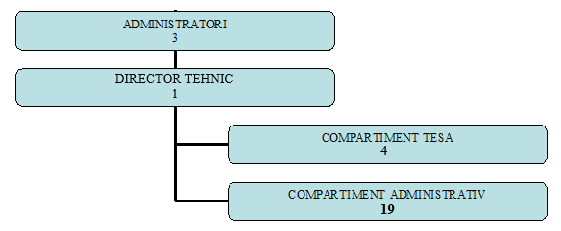 ADMINISTRATORI
3
DIRECTOR TEHNIC
1
COMPARTIMENT TESA
4
COMPARTIMENT ADMINISTRATIV
19